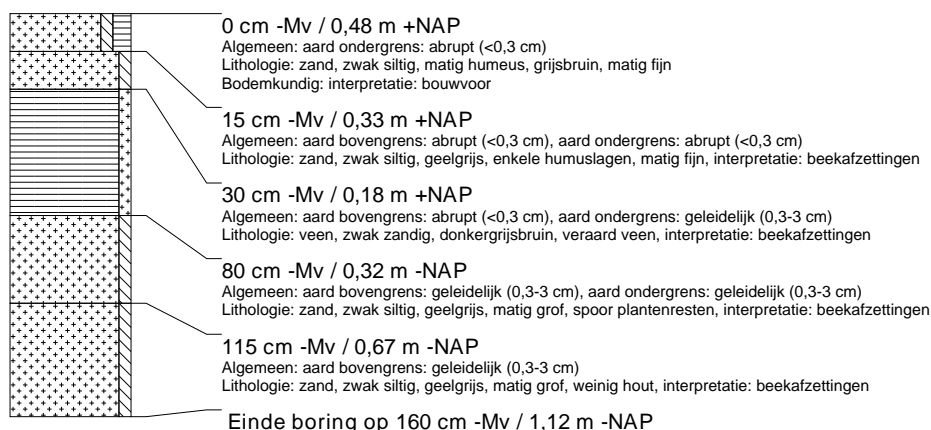 0 cm -Mv / 0,48 m +NAP
Algemeen: aard ondergrens: abrupt (<0,3 cm)
Lithologie: zand, zwak siltig, matig humeus, grijsbruin, matig fijn
Bodemkundig: interpretatie: bouwvoor
15 cm -Mv / 0,33 m +NAP
Algemeen: aard bovengrens: abrupt (<0,3 cm), aard ondergrens: abrupt (<0,3 cm)
Lithologie: zand, zwak siltig, geelgrijs, enkele humuslagen, matig fijn, interpretatie: beekafzettingen
30 cm -Mv / 0,18 m +NAP
Algemeen: aard bovengrens: abrupt (<0,3 cm), aard ondergrens: geleidelijk (0,3-3 cm)
Lithologie: veen, zwak zandig, donkergrijsbruin, veraard veen, interpretatie: beekafzettingen
80 cm -Mv / 0,32 m -NAP
Algemeen: aard bovengrens: geleidelijk (0,3-3 cm), aard ondergrens: geleidelijk (0,3-3 cm)
Lithologie: zand, zwak siltig, geelgrijs, matig grof, spoor plantenresten, interpretatie: beekafzettingen
115 cm -Mv / 0,67 m -NAP
Algemeen: aard bovengrens: geleidelijk (0,3-3 cm)
Lithologie: zand, zwak siltig, geelgrijs, matig grof, weinig hout, interpretatie: beekafzettingen
Einde boring op 160 cm -Mv / 1,12 m -NAP